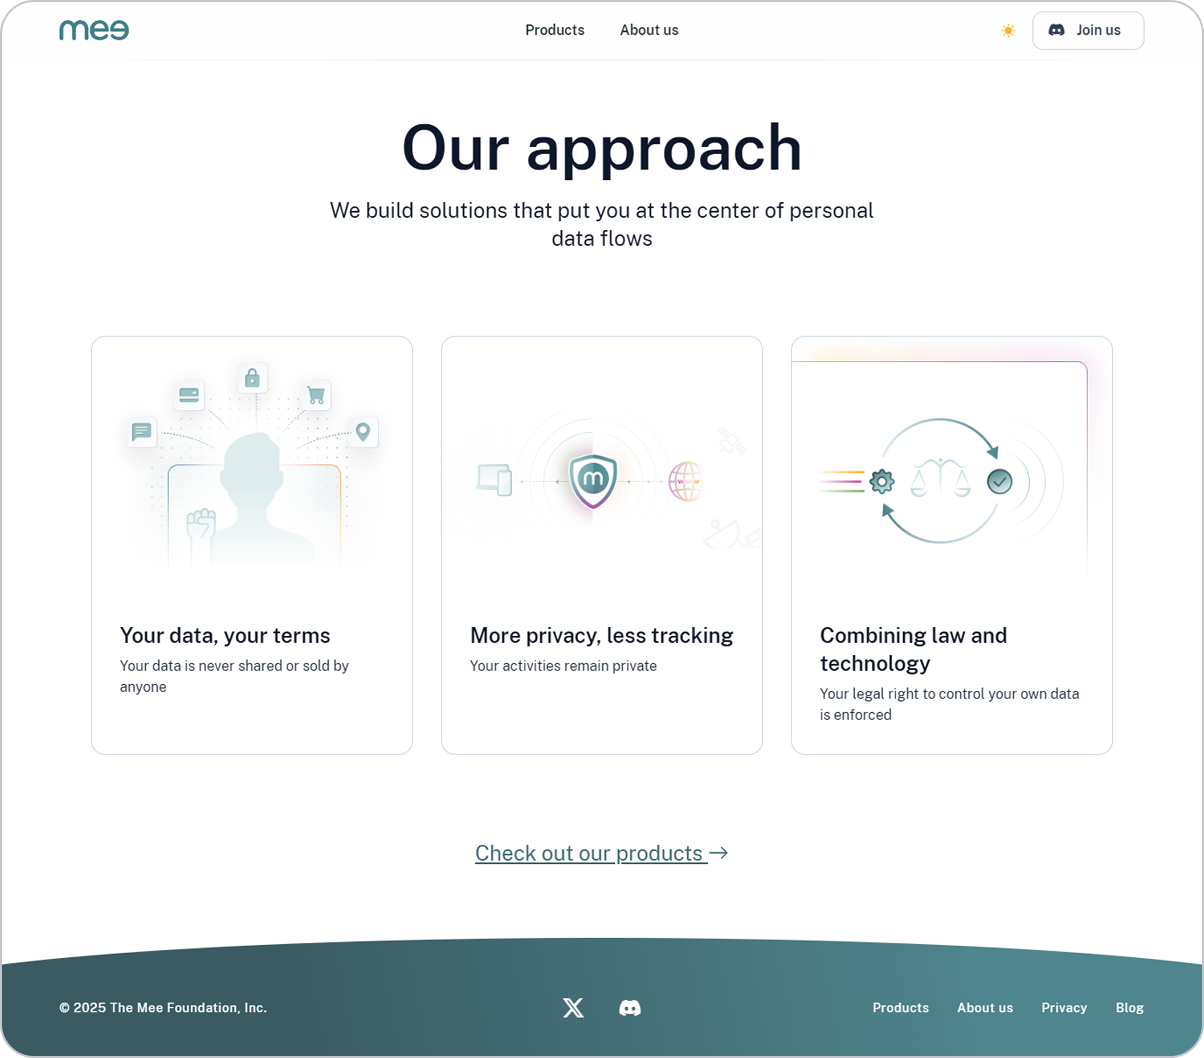 mee
Products
About us
Join us
Our approach
We build solutions that put you at the center of personal
data flows
m
Your data, your terms
Your data is never shared or sold by
anyone
More privacy, less tracking
Your activities remain private
Combining law and
technology
Your legal right to control your own data
is enforced
Check out our products →
© 2025 The Mee Foundation, Inc.
Products
About us
Privacy
Blog